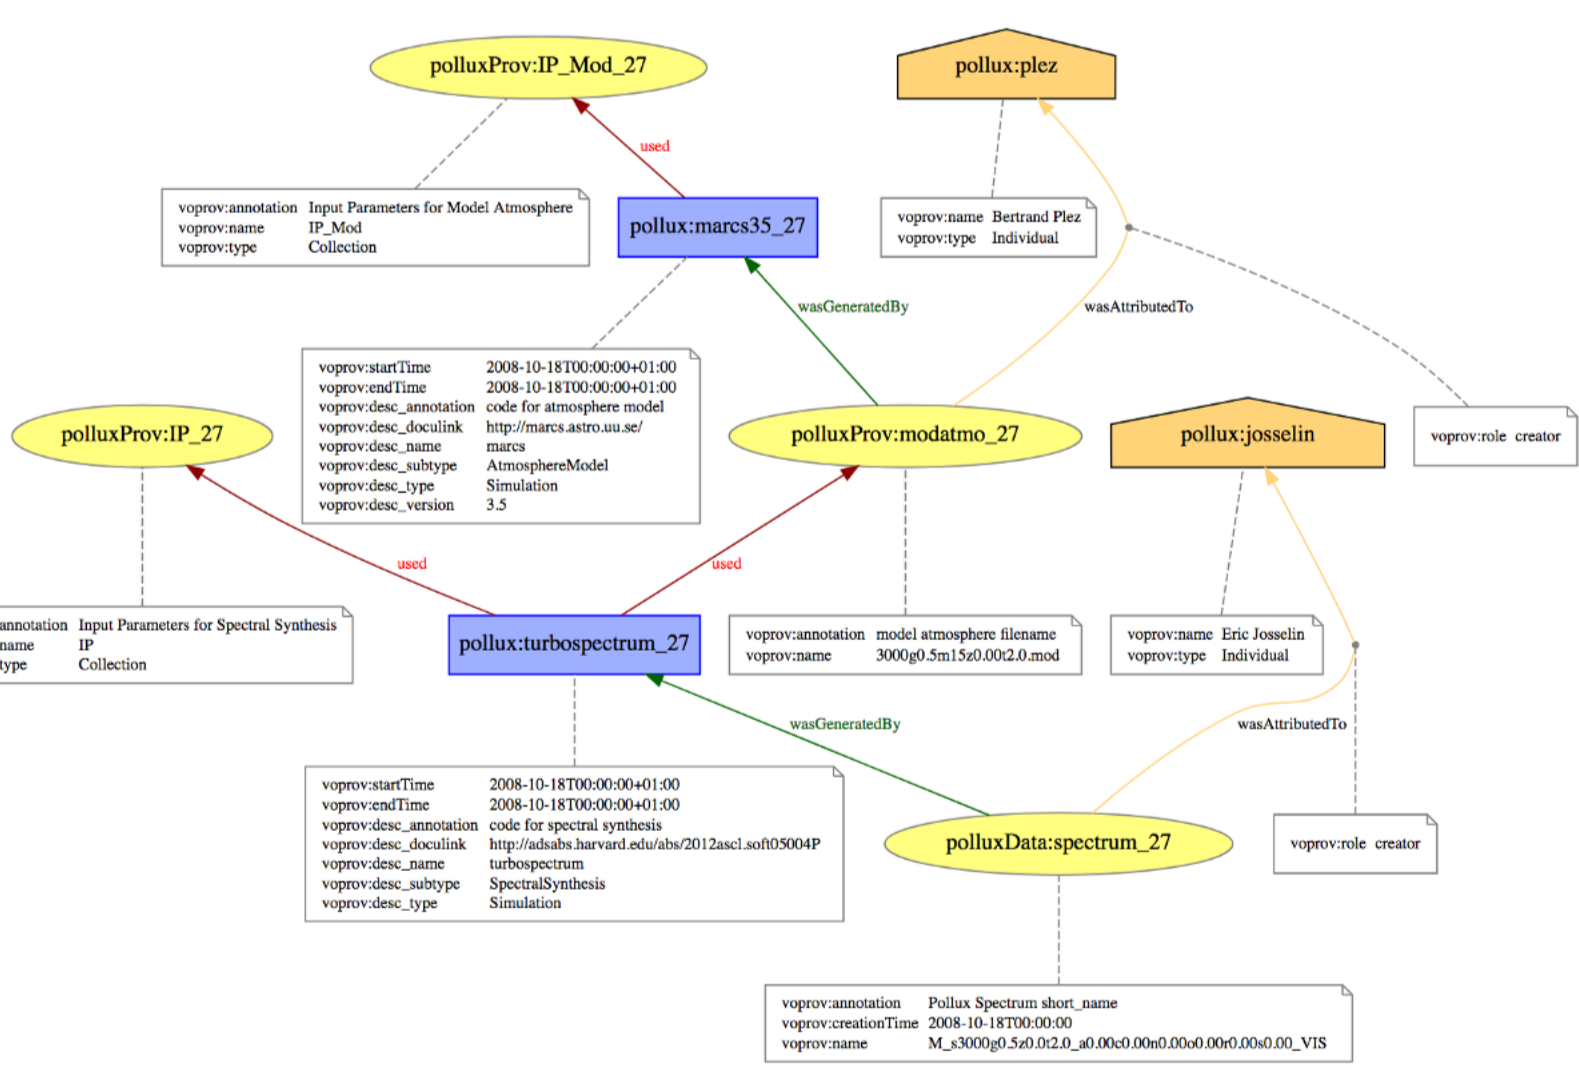 polluxProv:IP_Mod_27
pollux:plez
used
voprov:annotation Input Parameters for Model Atmosphere
voprov:name IP_Mod
voprov:type Collection
pollux:marcs35_27
voprov:name Bertrand Plez
voprov:type Individual
wasGeneratedBy
wasAttributedTo
voprov:startTime 2008-10-18T00:00:00+01:00
voprov:endTime 2008-10-18T00:00:00+01:00
voprov:desc_annotation code for atmosphere model
voprov:desc_doculink http://marcs.astro.uu.se/
voprov:desc_name marcs
voprov:desc_subtype AtmosphereModel
voprov:desc_type Simulation
voprov:desc_version 3.5
polluxProv:IP_27
polluxProv:modatmo_27
pollux:josselin
voprov:role creator
used
used
annotation Input Parameters for Spectral Synthesis
name IP
type Collection
pollux:turbospectrum_27
voprov:annotation model atmosphere filename
voprov:name 3000g0.5m15z0.00t2.0.mod
voprov:name Eric Josselin
voprov:type Individual
wasGeneratedBy
wasAttributedTo
voprov:startTime 2008-10-18T00:00:00+01:00
voprov:endTime 2008-10-18T00:00:00+01:00
voprov:desc_annotation code for spectral synthesis
voprov:desc_doculink http://adsabs.harvard.edu/abs/2012ascl.soft05004P
voprov:desc_name turbospectrum
voprov:desc_subtype SpectralSynthesis
voprov:desc_type Simulation
polluxData:spectrum_27
voprov:role creator
voprov:annotation Pollux Spectrum short_name
voprov:creationTime 2008-10-18T00:00:00
voprov:name M_s3000g0.5z0.0t2.0_a0.00c0.00n0.00o0.00r0.00s0.00_VIS